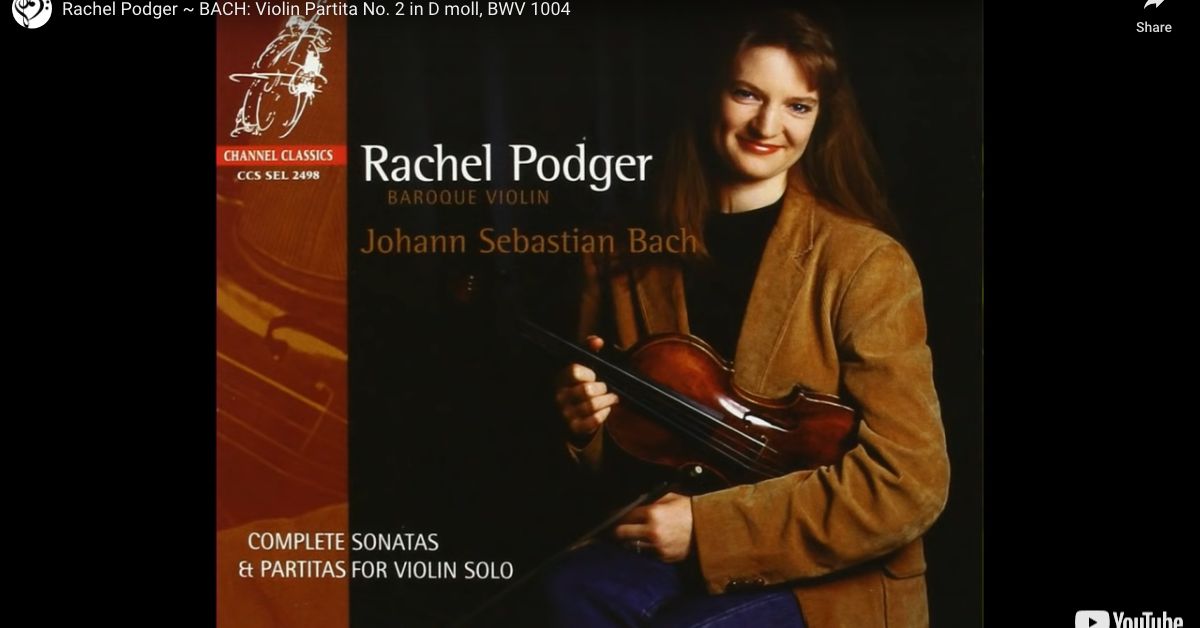 Rachel Podger ~ BACH: Violin Partita No. 2 in D moll, BWV 1004
Share
CHANNEL CLASSICS
CCS SEL 2498
Rachel Podger
BAROQUE VIOLIN
Johann Sebastian Bach
COMPLETE SONATAS
& PARTITAS FOR VIOLIN SOLO
YouTube